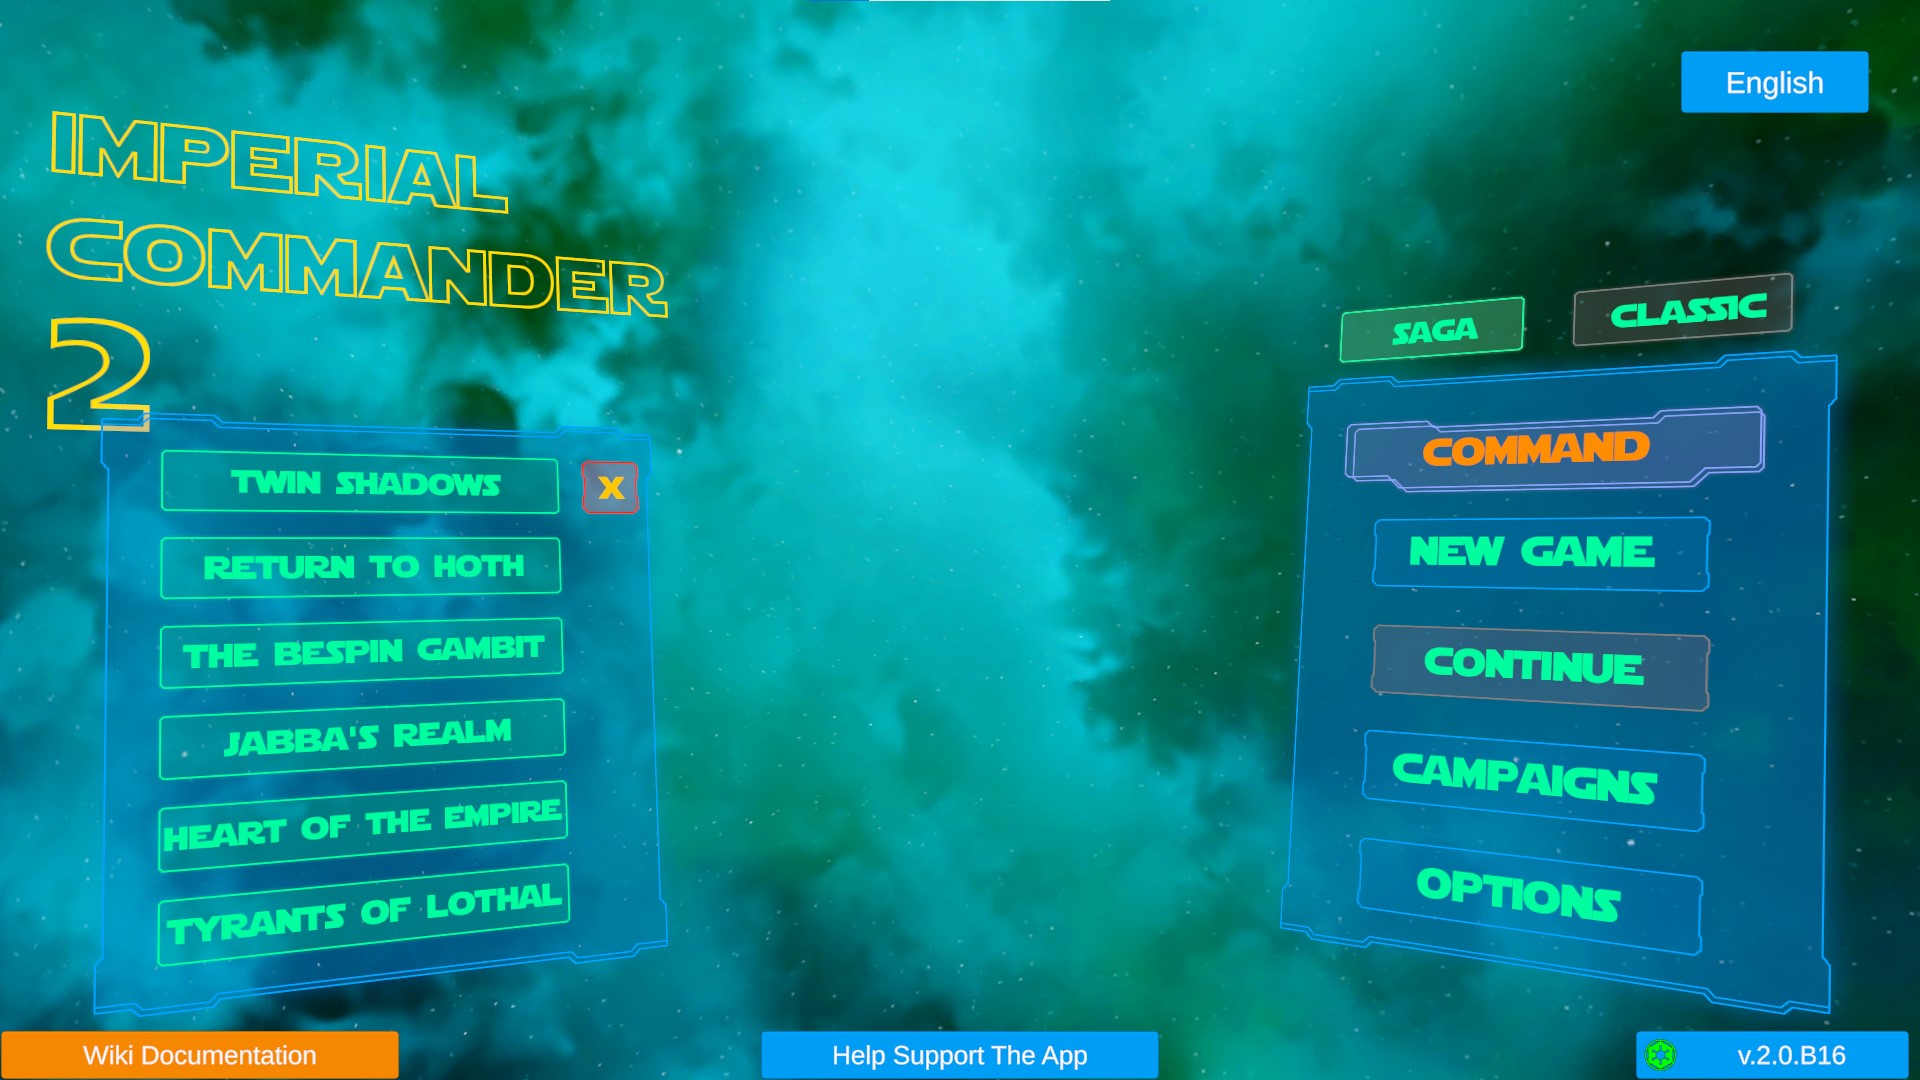 English
IMPERIAL
COMMANDER
2
TWIN SHADOWS
X
RETURN TO HOTH
THE BESPIN GAMBIT
JABBA'S REALM
HEART OF THE EMPIRE
TYRANTS OF LOTHAL
SAGA
CLASSIC
COMMAND
NEW GAME
CONTINUE
CAMPAIGNS
OPTIONS
Wiki Documentation
Help Support The App
v.2.0.B16